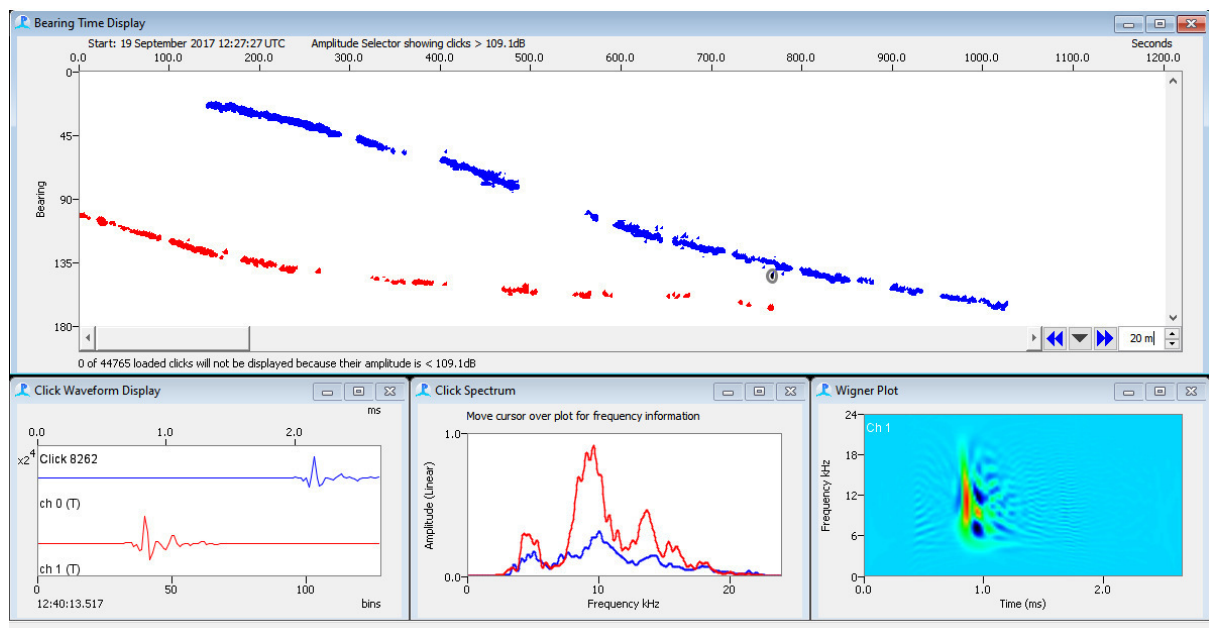 Bearing Time Display
Start: 19 September 2017 12:27:27 UTC Amplitude Selector showing clicks > 109.1dB Seconds
0.0 100.0 200.0 300.0 400.0 500.0 600.0 700.0 800.0 900.0 1000.0 1100.0 1200.0
0
45
90
135
180
Bearing
20 m
0 of 44765 loaded clicks will not be displayed because their amplitude is < 109.1dB
Click Waveform Display
ms
0.0 1.0 2.0
x2^4 Click 8262
ch 0 (T)
ch 1 (T)
0 50 100
12:40:13.517 bins
Click Spectrum
Move cursor over plot for frequency information
1.0
Amplitude (Linear)
0.0
0 10 20
Frequency kHz
Wigner Plot
24
Ch 1
18
12
6
0
Frequency kHz
0.0 1.0 2.0
Time (ms)